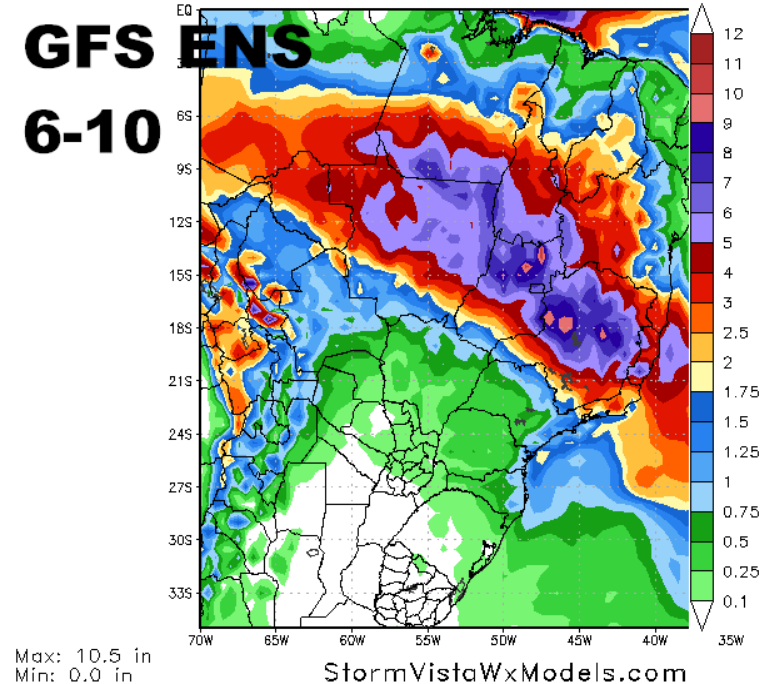 GFS ENS
6-10
EQ
3S
6S
9S
12S
15S
18S
21S
24S
27S
30S
33S
70W 65W 60W 55W 50W 45W 40W 35W
12
11
10
9
8
7
6
5
4
3
2.5
2
1.75
1.5
1.25
1
0.75
0.5
0.25
0.1
Max: 10.5 in
Min: 0.0 in
StormVistaWxModels.com